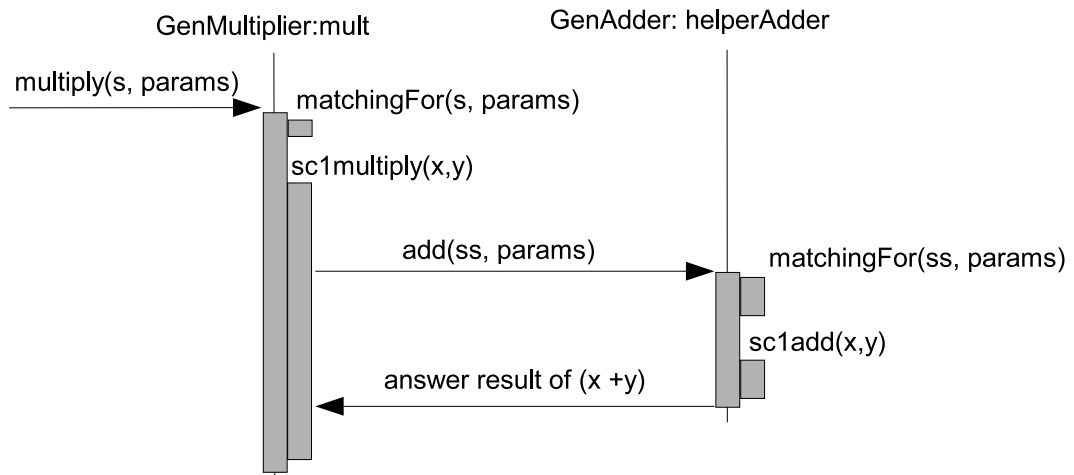 GenMultiplier:mult
GenAdder: helperAdder
multiply(s, params)
matchingFor(s, params)
sc1multiply(x,y)
add(ss, params)
matchingFor(ss, params)
sc1add(x,y)
answer result of (x +y)